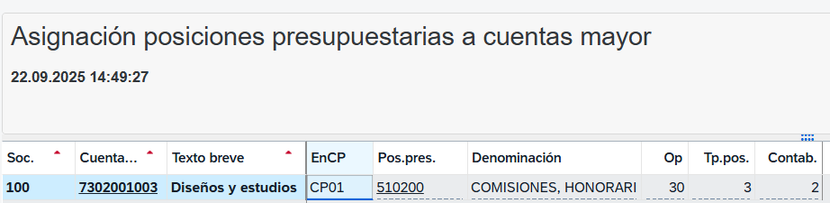 Asignación posiciones presupuestarias a cuentas mayor
22.09.2025 14:49:27
Soc. Cuenta... Texto breve EnCP Pos.pres. Denominación Op Tp.pos. Contab.
100 7302001003 Diseños y estudios CP01 510200 COMISIONES, HONORARI 30 3 2